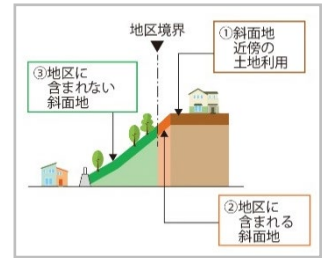 地区境界
①斜面地
近傍の
土地利用
③地区に
含まれない
斜面地
②地区に
含まれる
斜面地